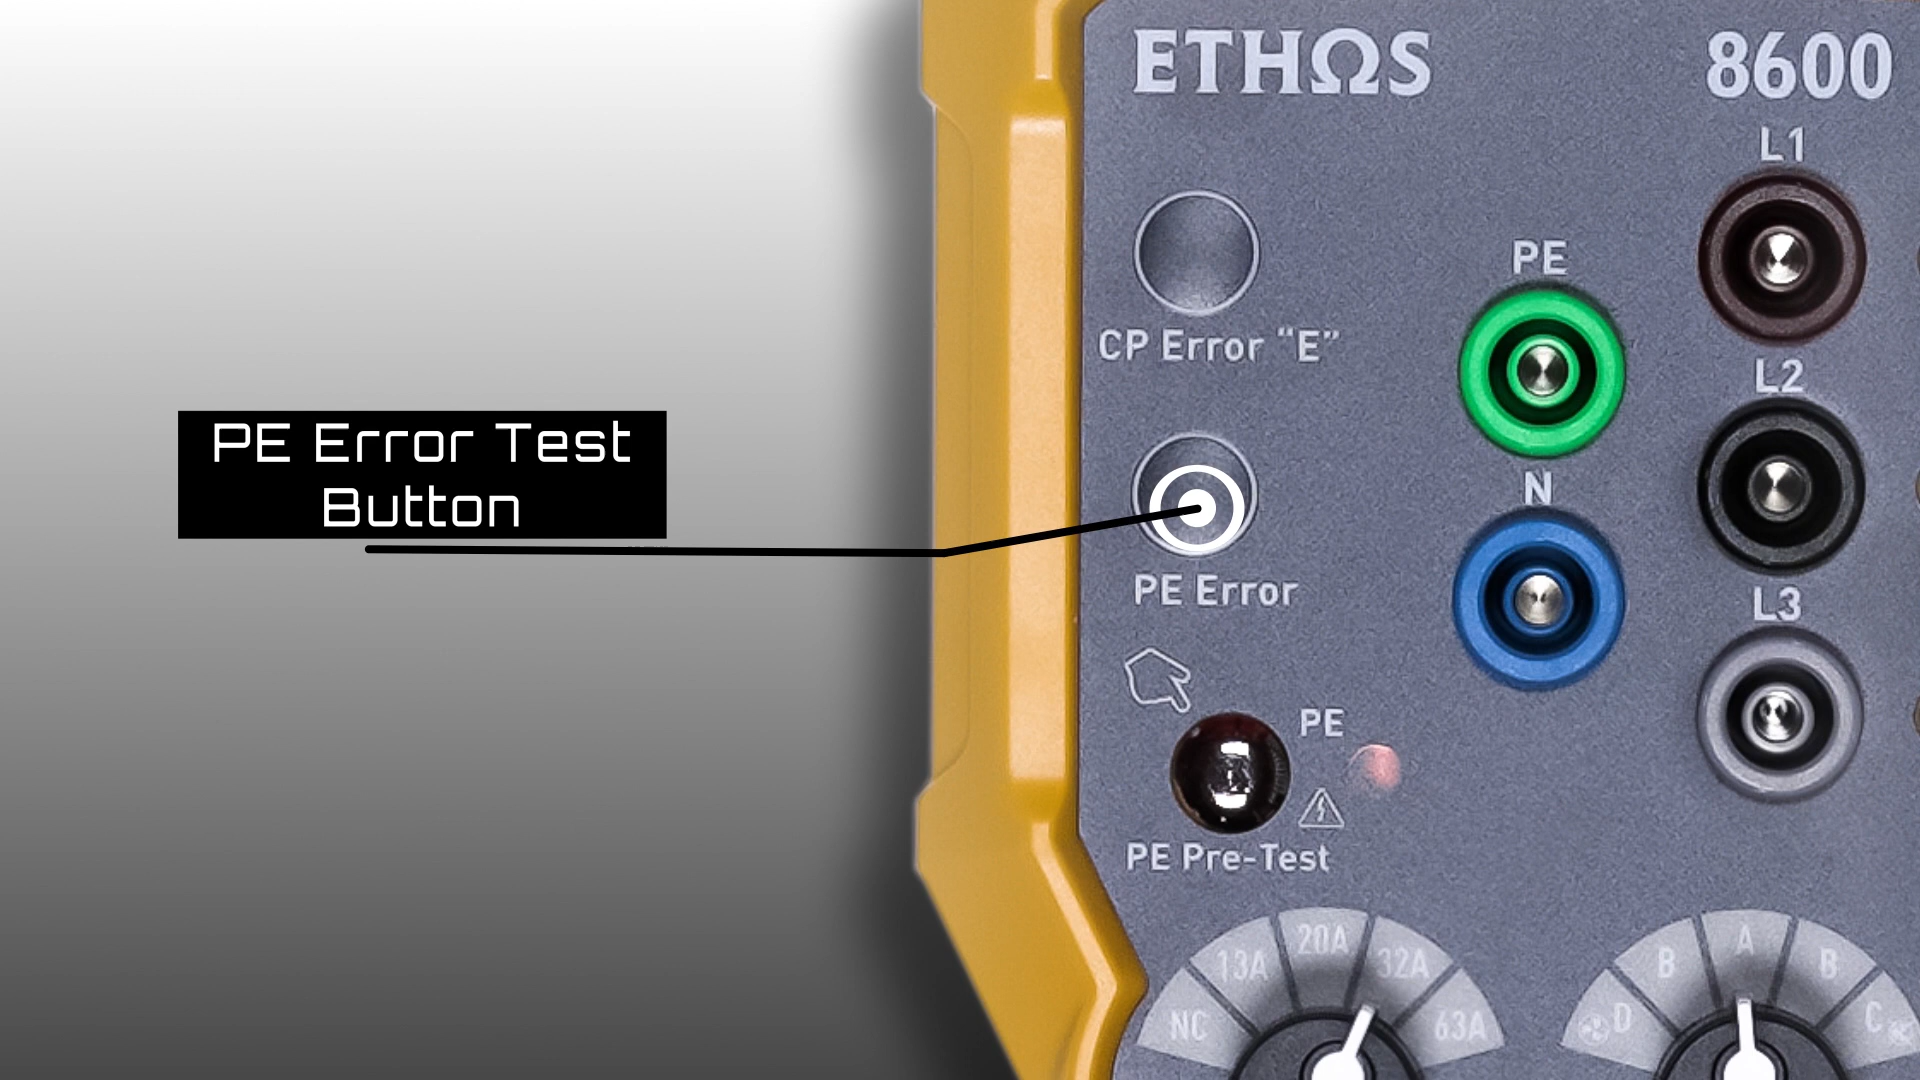 ETHΩS
8600
L1
PE
CP Error “E”
L2
PE Error Test
Button
N
PE Error
L3
PE
PE Pre-Test
NC
13A
20A
32A
63A
D
B
A
B
C